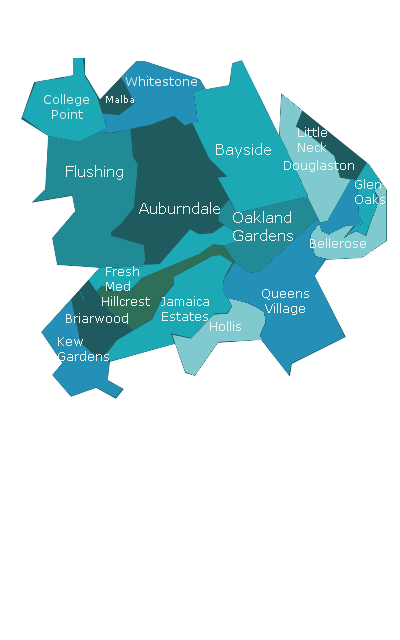 Whitestone
College
Point
Malba
Little
Neck
Bayside
Douglaston
Flushing
Glen
Oaks
Auburndale
Oakland
Gardens
Bellerose
Fresh
Med
Hillcrest
Jamaica
Estates
Queens
Village
Briarwood
Hollis
Kew
Gardens